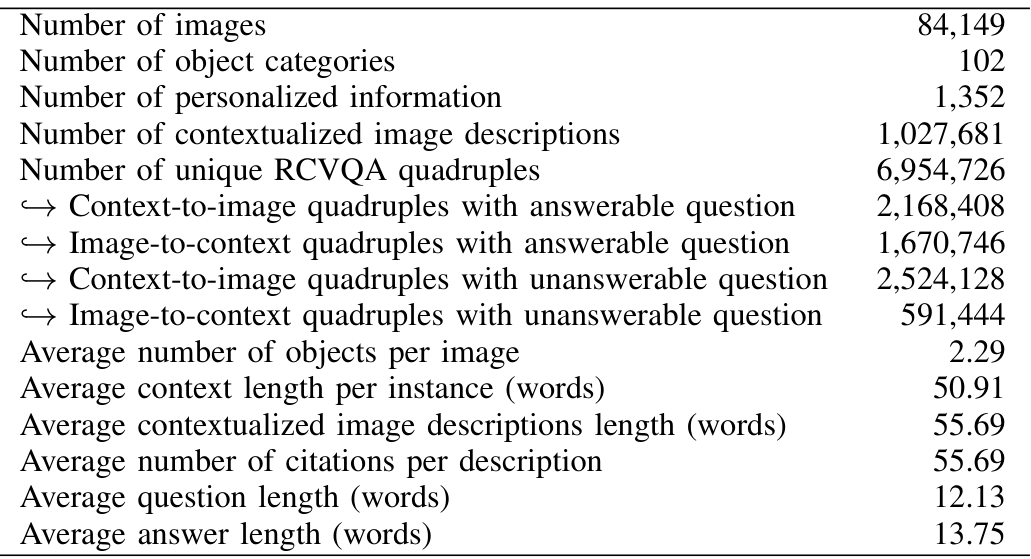 Number of images 84,149
Number of object categories 102
Number of personalized information 1,352
Number of contextualized image descriptions 1,027,681
Number of unique RCVQA quadruples 6,954,726
↪ Context-to-image quadruples with answerable question 2,168,408
↪ Image-to-context quadruples with answerable question 1,670,746
↪ Context-to-image quadruples with unanswerable question 2,524,128
↪ Image-to-context quadruples with unanswerable question 591,444
Average number of objects per image 2.29
Average context length per instance (words) 50.91
Average contextualized image descriptions length (words) 55.69
Average number of citations per description 55.69
Average question length (words) 12.13
Average answer length (words) 13.75